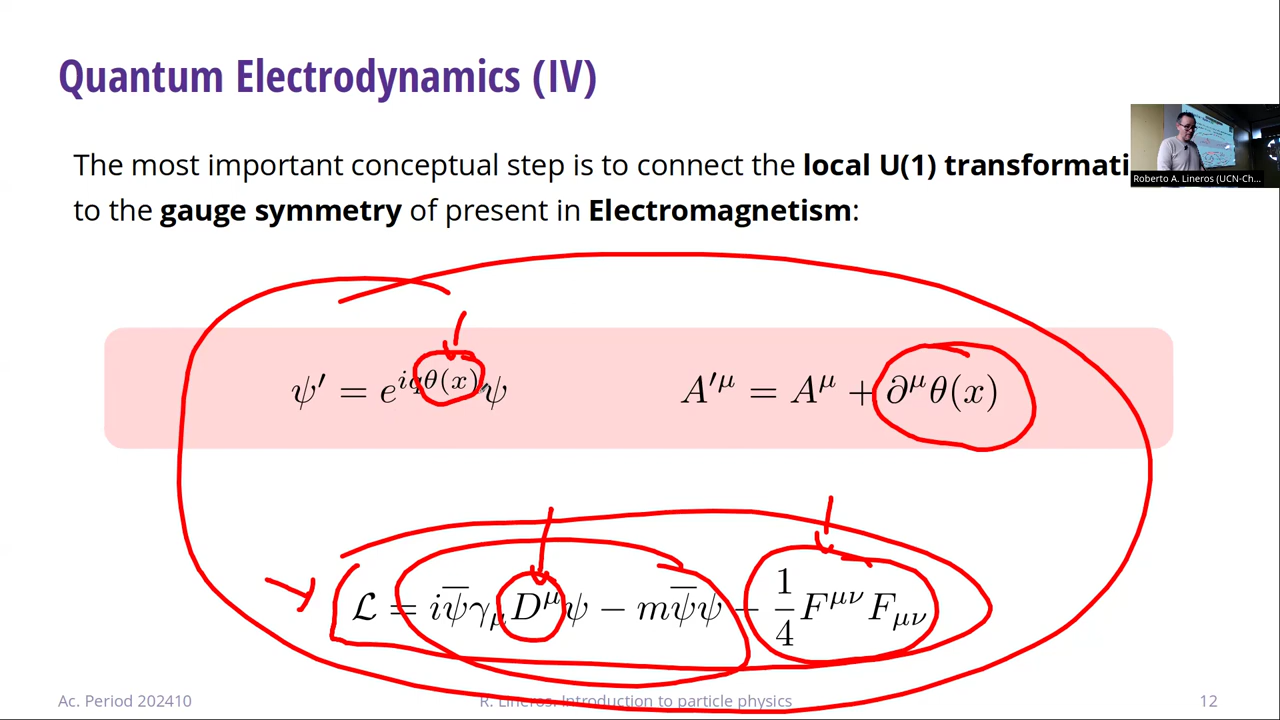 Quantum Electrodynamics (IV)
The most important conceptual step is to connect the local U(1) transformati
to the gauge symmetry of present in Electromagnetism:
Roberto A. Lineros (UCN-Ch...
ψ′ = e^{iqθ(x)}ψ A′^μ = A^μ + ∂^μθ(x)
ℒ = iψ̄γ_μD^μψ − mψ̄ψ − 1/4 F^{μν}F_{μν}
Ac. Period 202410 R. Lineros. Introduction to particle physics 12